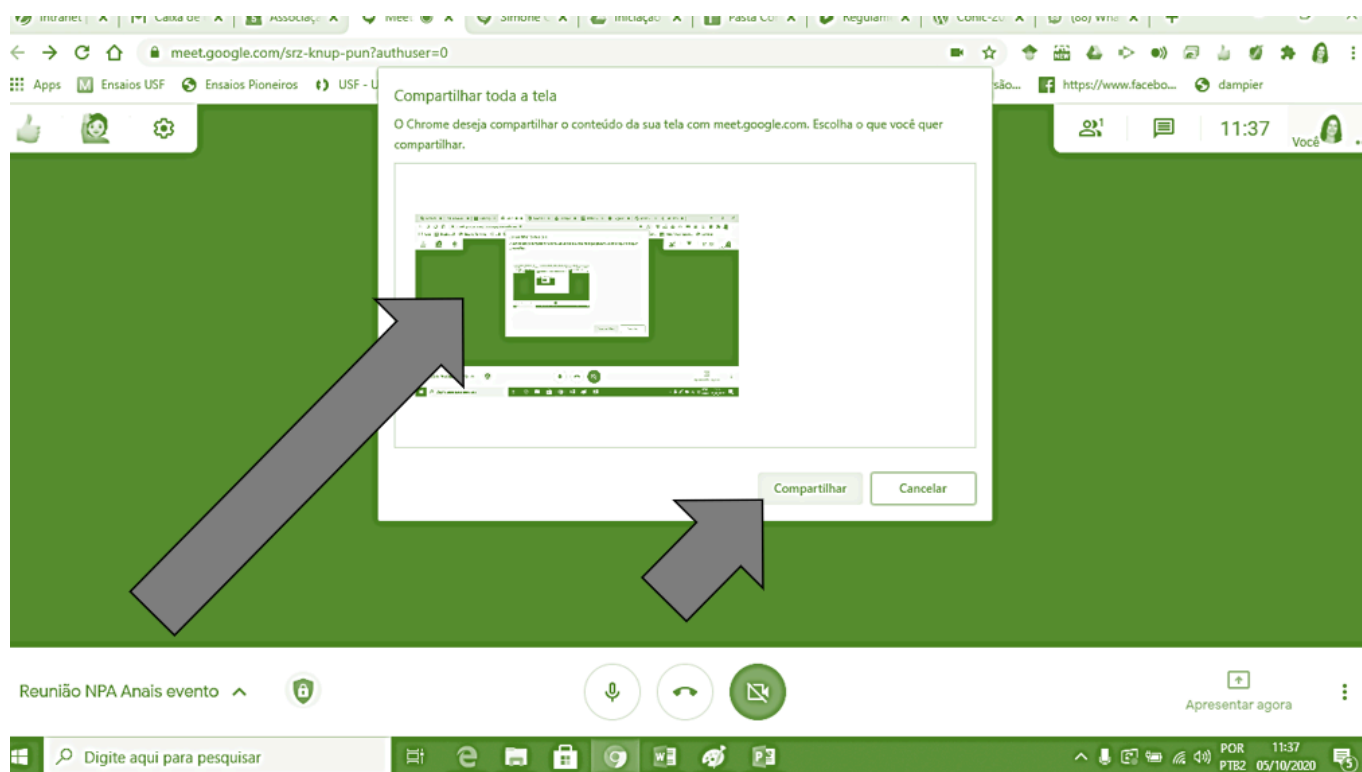 Intranet
Caixa de
Associaç
Meet
Simone C
Iniciação
Pasta Co
Regulam
Conic-20
(88) Wha
meet.google.com/srz-knup-pun?authuser=0
Apps
Ensaios USF
Ensaios Pioneiros
USF - U
são...
https://www.facebo...
dampier
11:37
Você
Compartilhar toda a tela
O Chrome deseja compartilhar o conteúdo da sua tela com meet.google.com. Escolha o que você quer
compartilhar.
Compartilhar
Cancelar
Reunião NPA Anais evento
Apresentar agora
Digite aqui para pesquisar
POR
PTB2
11:37
05/10/2020